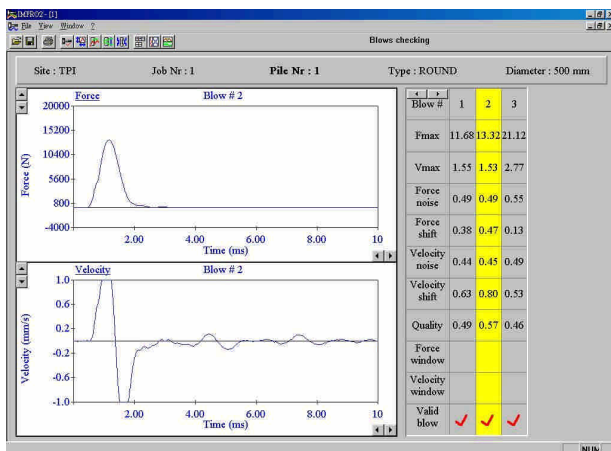 IMFRO2 - [1]
File View Window ?
Blows checking
Site : TPI Job Nr : 1 Pile Nr : 1 Type : ROUND Diameter : 500 mm
Force Blow # 2
20000
15200
10400
5600
800
-4000
Force (N)
2.00 4.00 6.00 8.00 10
Time (ms)
Velocity Blow # 2
1.0
0.6
0.2
-0.2
-0.6
-1.0
Velocity (mm/s)
2.00 4.00 6.00 8.00 10
Time (ms)
Blow # 1 2 3
Fmax 11.68 13.32 21.12
Vmax 1.55 1.53 2.77
Force noise 0.49 0.49 0.55
Force shift 0.38 0.47 0.13
Velocity noise 0.44 0.45 0.49
Velocity shift 0.63 0.80 0.53
Quality 0.49 0.57 0.46
Force window
Velocity window
Valid blow
NUM